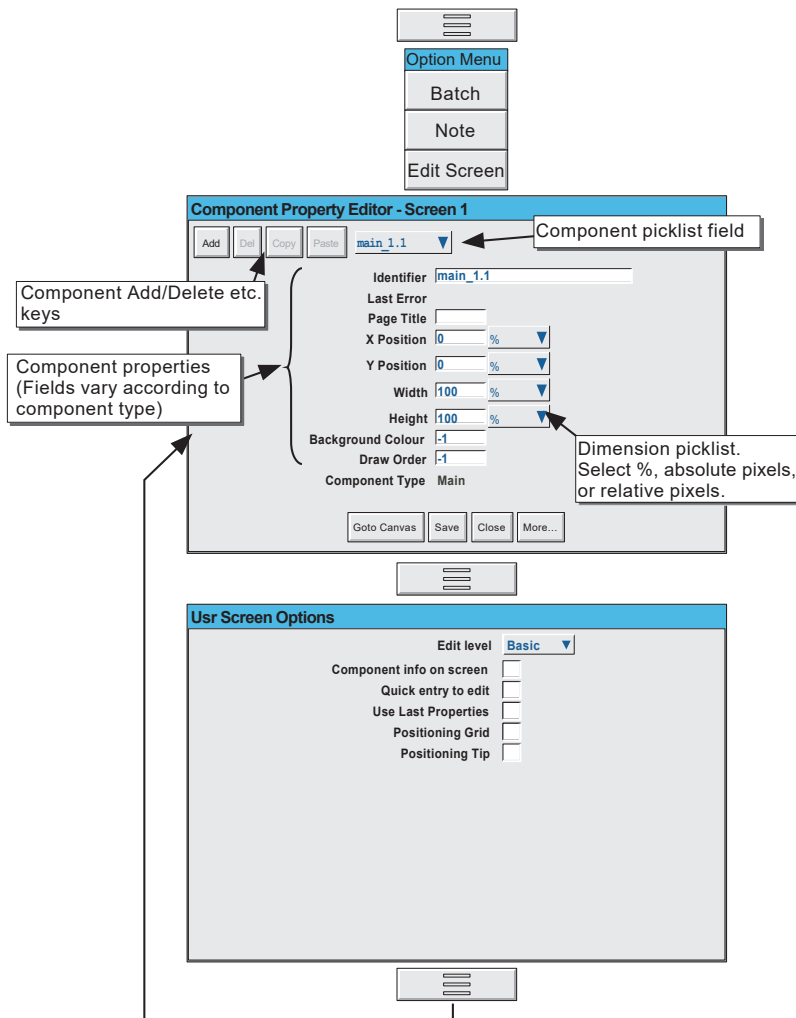 Option Menu
Batch
Note
Edit Screen
Component Property Editor - Screen 1
Add Del Copy Paste main_1.1
Component picklist field
Identifier main_1.1
Component Add/Delete etc.
keys
Last Error
Page Title
X Position 0 %
Component properties
(Fields vary according to
component type)
Y Position 0 %
Width 100 %
Height 100 %
Background Colour -1
Dimension picklist.
Select %, absolute pixels,
or relative pixels.
Draw Order -1
Component Type Main
Goto Canvas Save Close More...
Usr Screen Options
Edit level Basic
Component info on screen
Quick entry to edit
Use Last Properties
Positioning Grid
Positioning Tip